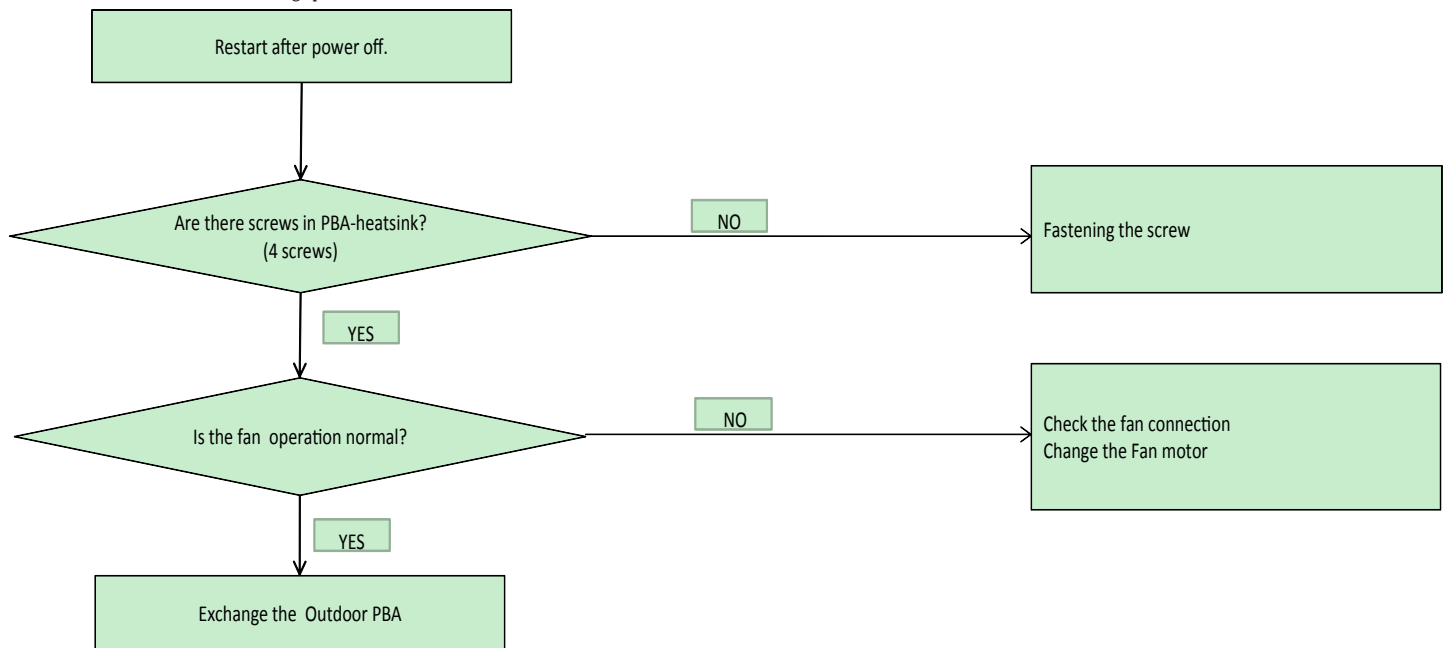 Restart after power off.
Are there screws in PBA-heatsink?
(4 screws)
NO
Fastening the screw
YES
Is the fan operation normal?
NO
Check the fan connection
Change the Fan motor
YES
Exchange the Outdoor PBA